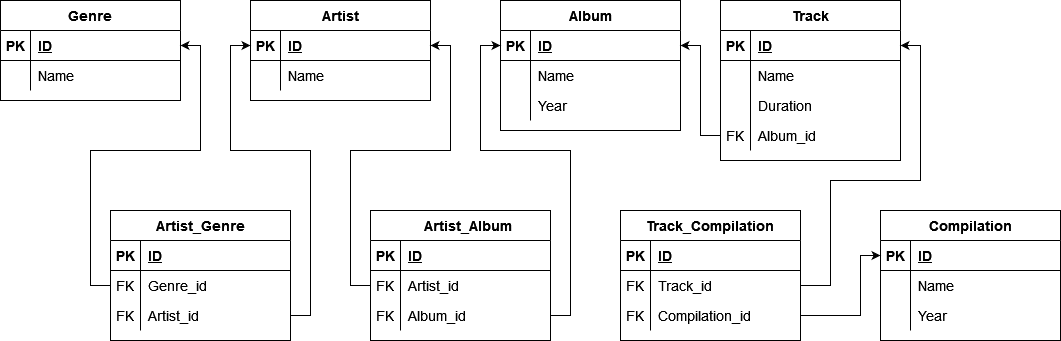 Genre
PK ID
Name
Artist
PK ID
Name
Album
PK ID
Name
Year
Track
PK ID
Name
Duration
FK Album_id
Artist_Genre
PK ID
FK Genre_id
FK Artist_id
Artist_Album
PK ID
FK Artist_id
FK Album_id
Track_Compilation
PK ID
FK Track_id
FK Compilation_id
Compilation
PK ID
Name
Year